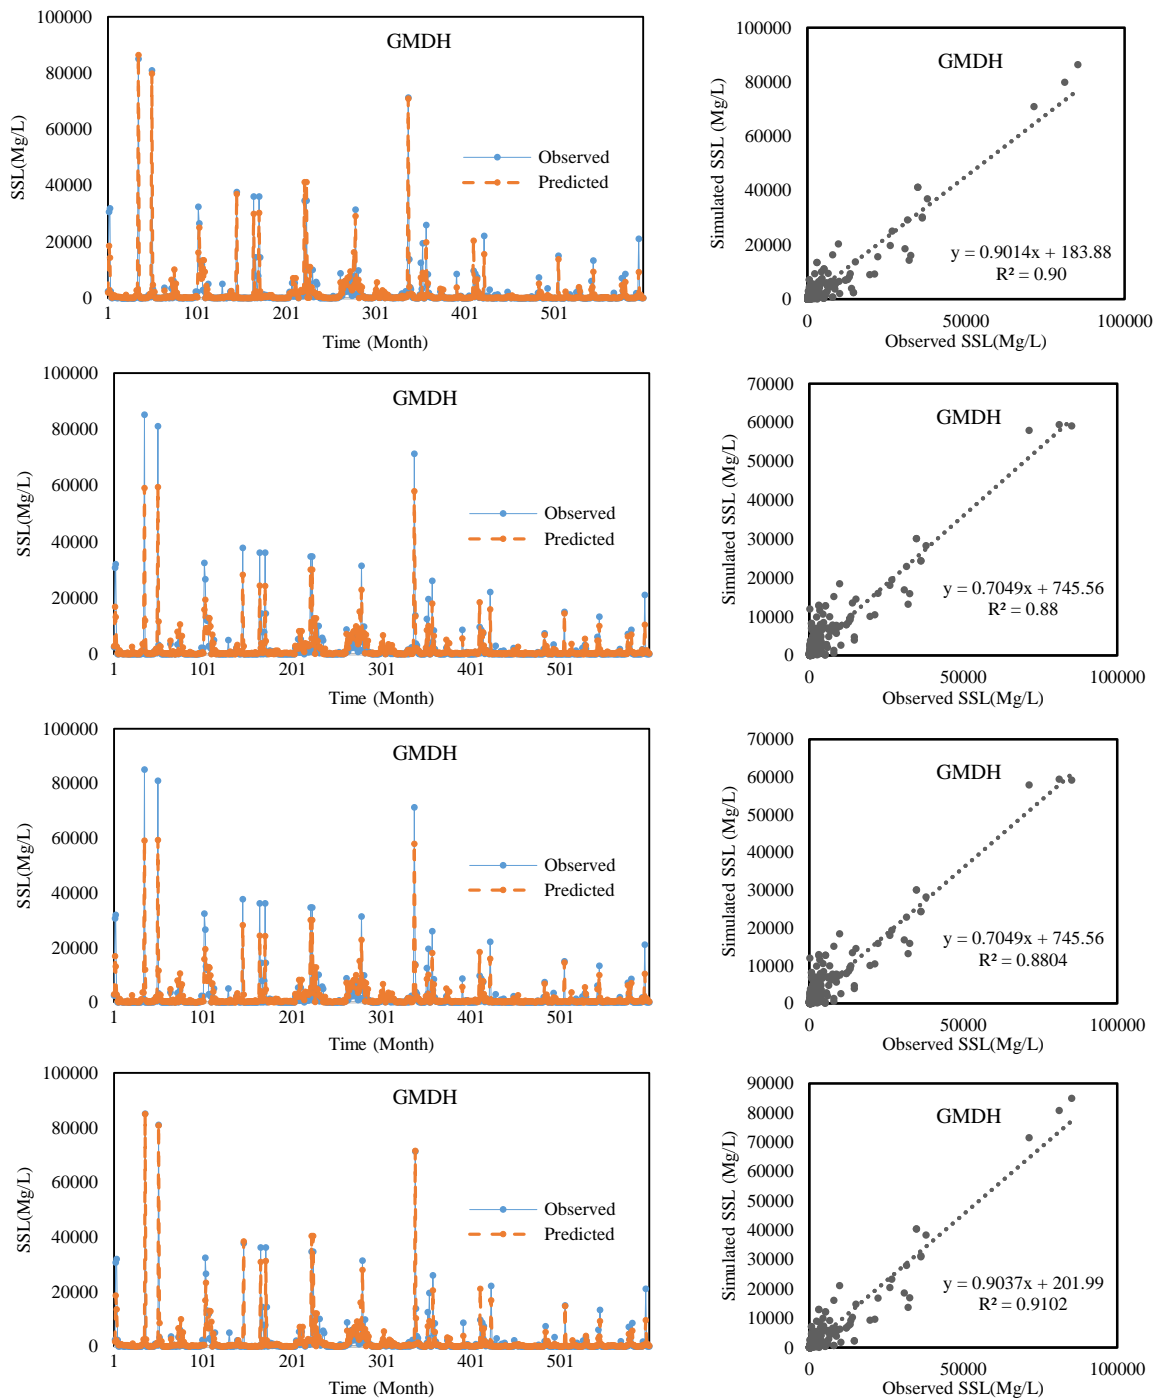 100000
80000
60000
40000
20000
0
SSL(Mg/L)
GMDH
Observed
Predicted
1 101 201 301 401 501
Time (Month)
100000
80000
60000
40000
20000
0
Simulated SSL (Mg/L)
GMDH
y = 0.9014x + 183.88
R² = 0.90
0 50000 100000
Observed SSL(Mg/L)
100000
80000
60000
40000
20000
0
SSL(Mg/L)
GMDH
Observed
Predicted
1 101 201 301 401 501
Time (Month)
70000
60000
50000
40000
30000
20000
10000
0
Simulated SSL (Mg/L)
GMDH
y = 0.7049x + 745.56
R² = 0.88
0 50000 100000
Observed SSL(Mg/L)
100000
80000
60000
40000
20000
0
SSL(Mg/L)
GMDH
Observed
Predicted
1 101 201 301 401 501
Time (Month)
70000
60000
50000
40000
30000
20000
10000
0
Simulated SSL (Mg/L)
GMDH
y = 0.7049x + 745.56
R² = 0.8804
0 50000 100000
Observed SSL(Mg/L)
100000
80000
60000
40000
20000
0
SSL(Mg/L)
GMDH
Observed
Predicted
1 101 201 301 401 501
Time (Month)
90000
80000
70000
60000
50000
40000
30000
20000
10000
0
Simulated SSL (Mg/L)
GMDH
y = 0.9037x + 201.99
R² = 0.9102
0 50000 100000
Observed SSL(Mg/L)